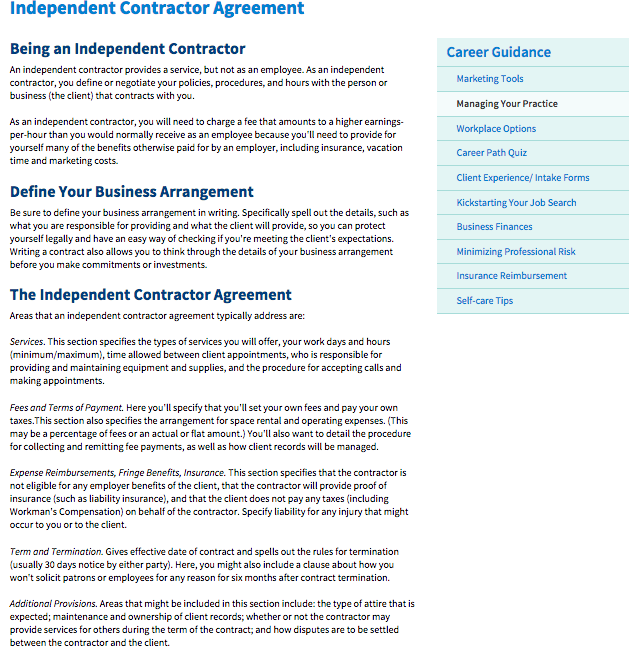 Independent Contractor Agreement
Being an Independent Contractor
An independent contractor provides a service, but not as an employee. As an independent
contractor, you define or negotiate your policies, procedures, and hours with the person or
business (the client) that contracts with you.
As an independent contractor, you will need to charge a fee that amounts to a higher earnings-
per-hour than you would normally receive as an employee because you'll need to provide for
yourself many of the benefits otherwise paid for by an employer, including insurance, vacation
time and marketing costs.
Define Your Business Arrangement
Be sure to define your business arrangement in writing. Specifically spell out the details, such as
what you are responsible for providing and what the client will provide, so you can protect
yourself legally and have an easy way of checking if you're meeting the client's expectations.
Writing a contract also allows you to think through the details of your business arrangement
before you make commitments or investments.
The Independent Contractor Agreement
Areas that an independent contractor agreement typically address are:
Services. This section specifies the types of services you will offer, your work days and hours
(minimum/maximum), time allowed between client appointments, who is responsible for
providing and maintaining equipment and supplies, and the procedure for accepting calls and
making appointments.
Fees and Terms of Payment. Here you'll specify that you'll set your own fees and pay your own
taxes.This section also specifies the arrangement for space rental and operating expenses. (This
may be a percentage of fees or an actual or flat amount.) You'll also want to detail the procedure
for collecting and remitting fee payments, as well as how client records will be managed.
Expense Reimbursements, Fringe Benefits, Insurance. This section specifies that the contractor is
not eligible for any employer benefits of the client, that the contractor will provide proof of
insurance (such as liability insurance), and that the client does not pay any taxes (including
Workman's Compensation) on behalf of the contractor. Specify liability for any injury that might
occur to you or to the client.
Term and Termination. Gives effective date of contract and spells out the rules for termination
(usually 30 days notice by either party). Here, you might also include a clause about how you
won't solicit patrons or employees for any reason for six months after contract termination.
Additional Provisions. Areas that might be included in this section include: the type of attire that is
expected; maintenance and ownership of client records; whether or not the contractor may
provide services for others during the term of the contract; and how disputes are to be settled
between the contractor and the client.
Career Guidance
Marketing Tools
Managing Your Practice
Workplace Options
Career Path Quiz
Client Experience/ Intake Forms
Kickstarting Your Job Search
Business Finances
Minimizing Professional Risk
Insurance Reimbursement
Self-care Tips